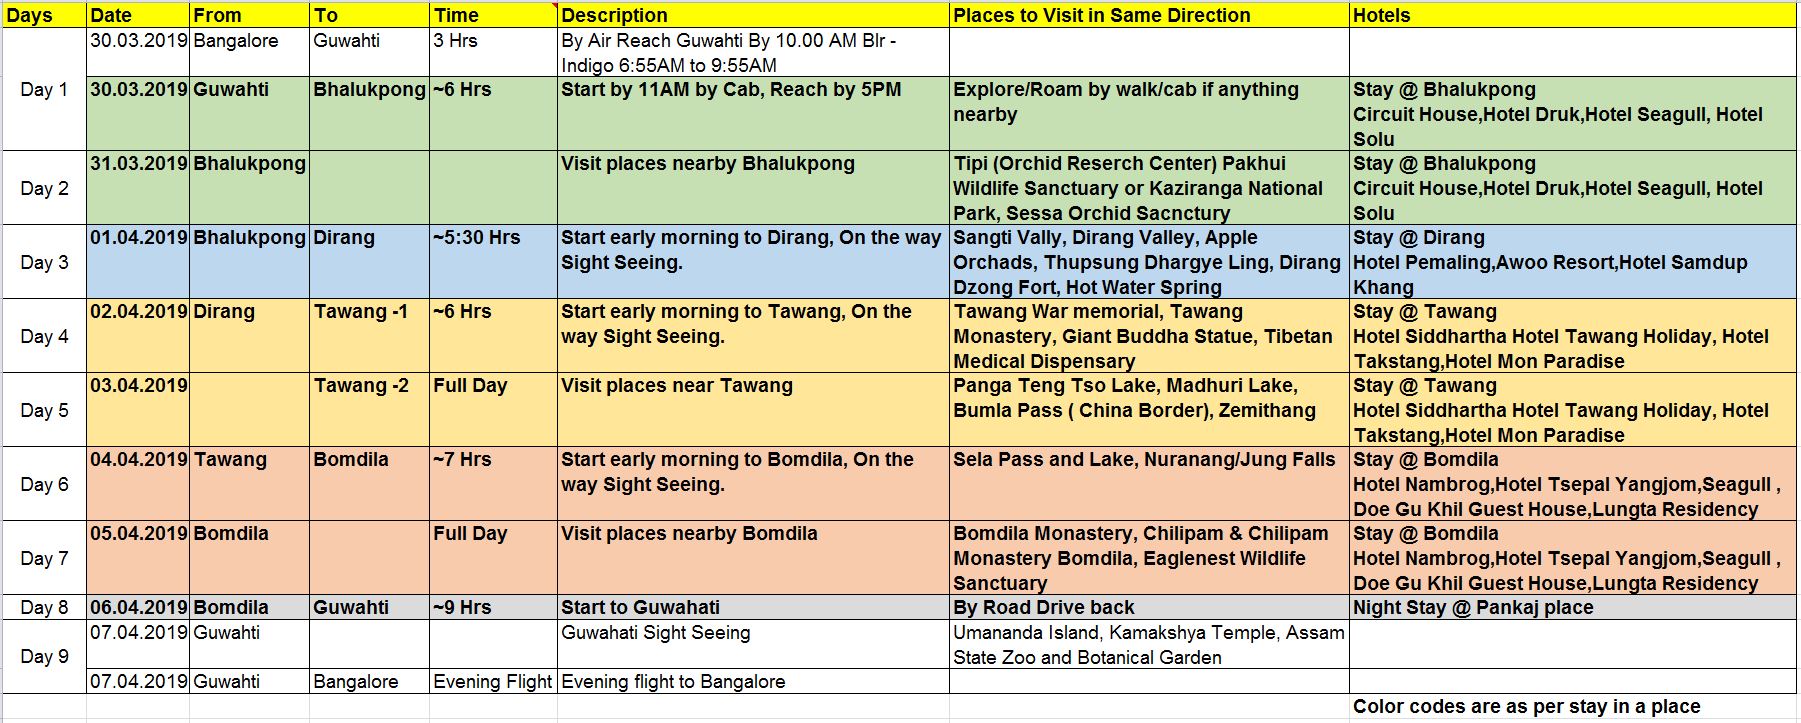 Days Date From To Time Description Places to Visit in Same Direction Hotels
30.03.2019 Bangalore Guwahti 3 Hrs By Air Reach Guwahti By 10.00 AM Blr -
Indigo 6:55AM to 9:55AM
Day 1 30.03.2019 Guwahti Bhalukpong ~6 Hrs Start by 11AM by Cab, Reach by 5PM Explore/Roam by walk/cab if anything Stay @ Bhalukpong
nearby Circuit House,Hotel Druk,Hotel Seagull, Hotel
Solu
31.03.2019 Bhalukpong Visit places nearby Bhalukpong Tipi (Orchid Reserch Center) Pakhui Stay @ Bhalukpong
Day 2 Wildlife Sanctuary or Kaziranga National Circuit House,Hotel Druk,Hotel Seagull, Hotel
Park, Sessa Orchid Sacnctury Solu
01.04.2019 Bhalukpong Dirang ~5:30 Hrs Start early morning to Dirang, On the way Sangti Vally, Dirang Valley, Apple Stay @ Dirang
Day 3 Sight Seeing. Orchads, Thupsung Dhargye Ling, Dirang Hotel Pemaling,Awoo Resort,Hotel Samdup
Dzong Fort, Hot Water Spring Khang
02.04.2019 Dirang Tawang -1 ~6 Hrs Start early morning to Tawang, On the Tawang War memorial, Tawang Stay @ Tawang
Day 4 way Sight Seeing. Monastery, Giant Buddha Statue, Tibetan Hotel Siddhartha Hotel Tawang Holiday, Hotel
Medical Dispensary Takstang,Hotel Mon Paradise
03.04.2019 Tawang -2 Full Day Visit places near Tawang Panga Teng Tso Lake, Madhuri Lake, Stay @ Tawang
Day 5 Bumla Pass ( China Border), Zemithang Hotel Siddhartha Hotel Tawang Holiday, Hotel
Takstang,Hotel Mon Paradise
04.04.2019 Tawang Bomdila ~7 Hrs Start early morning to Bomdila, On the Sela Pass and Lake, Nuranang/Jung Falls Stay @ Bomdila
Day 6 way Sight Seeing. Hotel Nambrog,Hotel Tsepal Yangjom,Seagull ,
Doe Gu Khil Guest House,Lungta Residency
05.04.2019 Bomdila Full Day Visit places nearby Bomdila Bomdila Monastery, Chilipam & Chilipam Stay @ Bomdila
Day 7 Monastery Bomdila, Eaglenest Wildlife Hotel Nambrog,Hotel Tsepal Yangjom,Seagull ,
Sanctuary Doe Gu Khil Guest House,Lungta Residency
Day 8 06.04.2019 Bomdila Guwahti ~9 Hrs Start to Guwahati By Road Drive back Night Stay @ Pankaj place
07.04.2019 Guwahti Guwahati Sight Seeing Umananda Island, Kamakshya Temple, Assam
Day 9 State Zoo and Botanical Garden
07.04.2019 Guwahti Bangalore Evening Flight Evening flight to Bangalore
Color codes are as per stay in a place